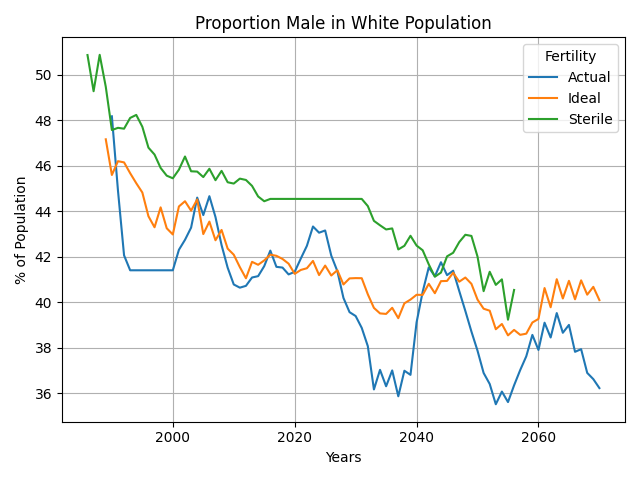 Proportion Male in White Population
Fertility
Actual
Ideal
Sterile
% of Population
50
48
46
44
42
40
38
36
2000
2020
2040
2060
Years